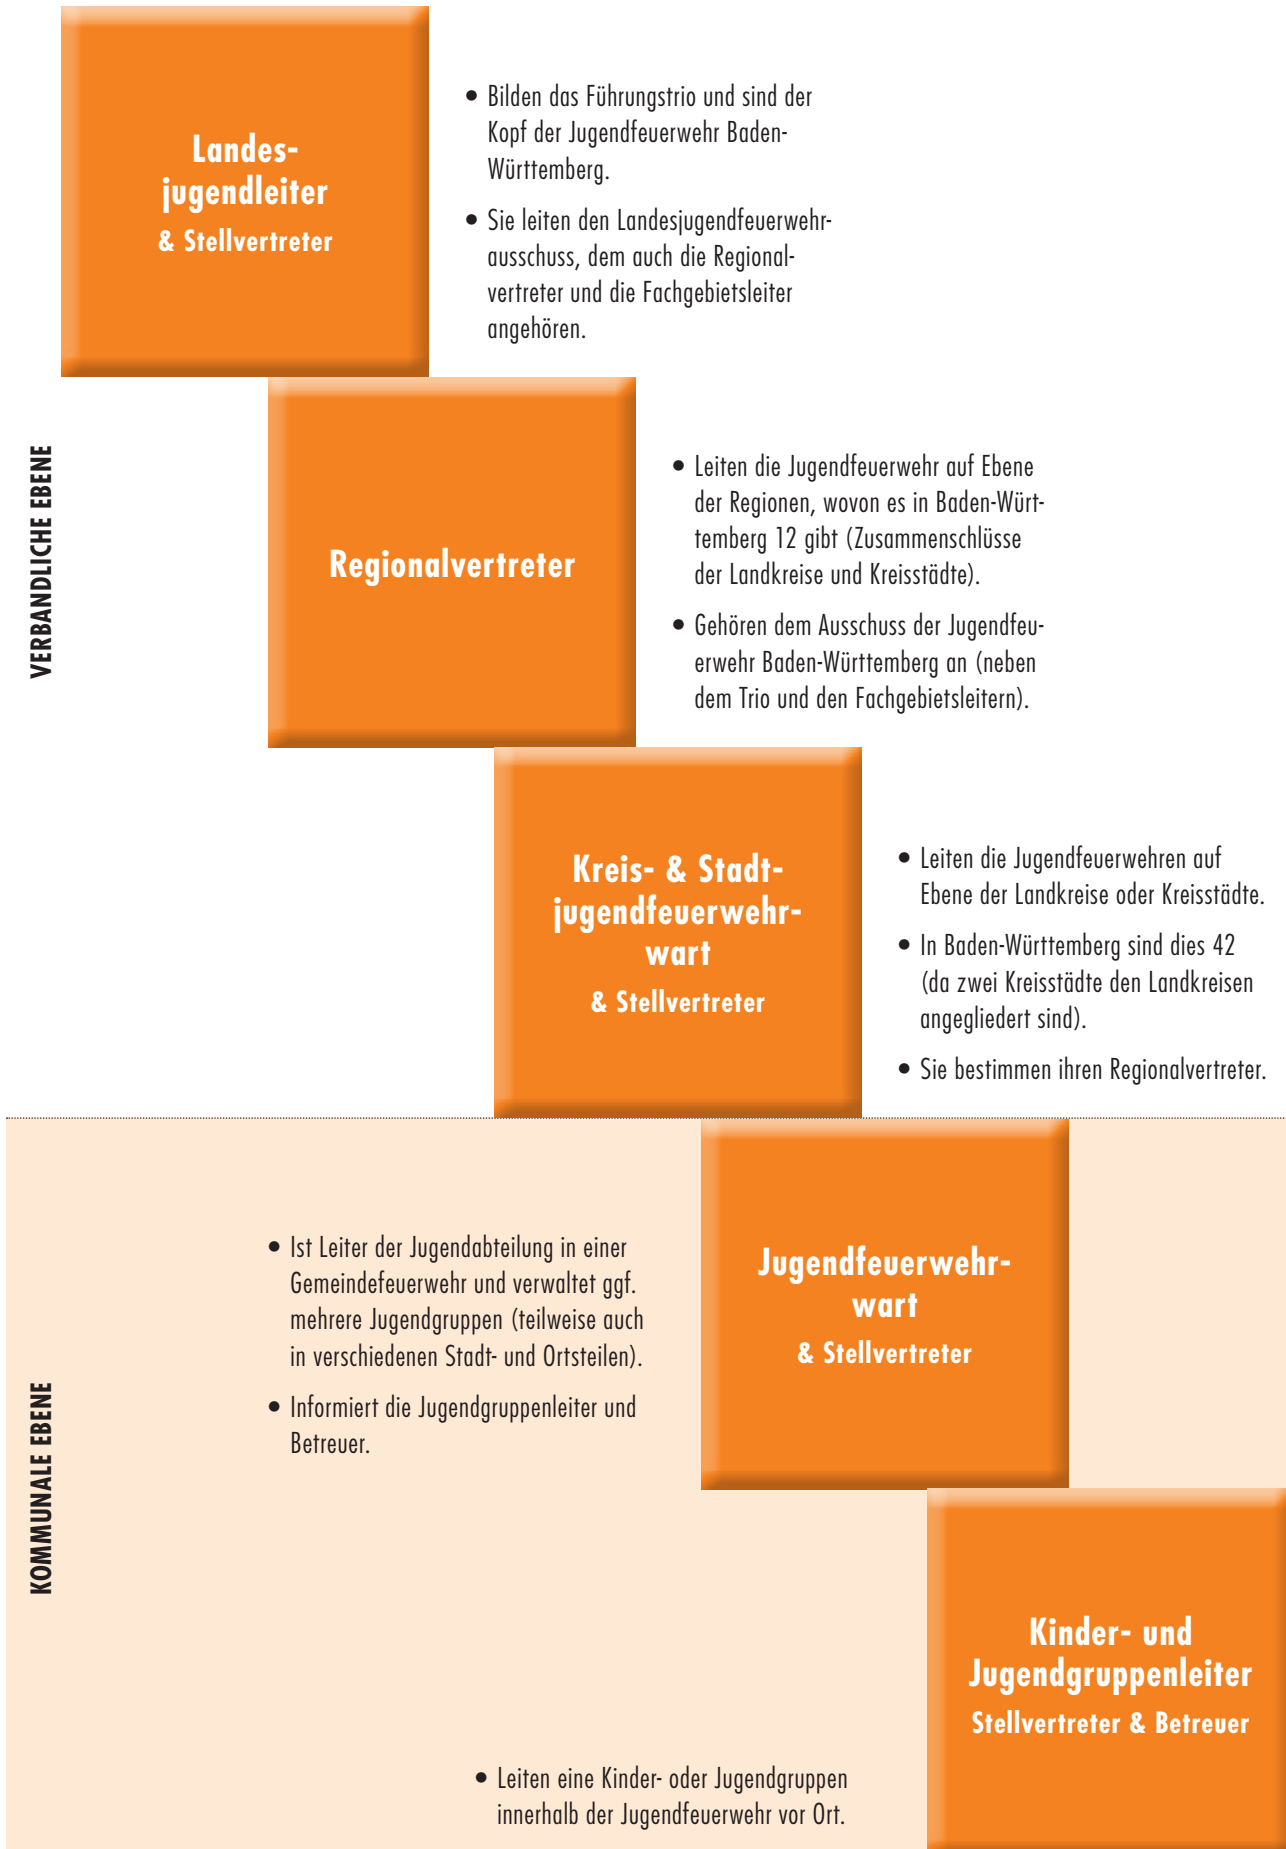 Landes-
jugendleiter
& Stellvertreter
• Bilden das Führungstrio und sind der
Kopf der Jugendfeuerwehr Baden-
Württemberg.
• Sie leiten den Landesjugendfeuerwehr-
ausschuss, dem auch die Regional-
vertreter und die Fachgebietsleiter
angehören.
VERBANDLICHE EBENE
Regionalvertreter
• Leiten die Jugendfeuerwehr auf Ebene
der Regionen, wovon es in Baden-Würt-
temberg 12 gibt (Zusammenschlüsse
der Landkreise und Kreisstädte).
• Gehören dem Ausschuss der Jugendfeu-
erwehr Baden-Württemberg an (neben
dem Trio und den Fachgebietsleitern).
Kreis- & Stadt-
jugendfeuerwehr-
wart
& Stellvertreter
• Leiten die Jugendfeuerwehren auf
Ebene der Landkreise oder Kreisstädte.
• In Baden-Württemberg sind dies 42
(da zwei Kreisstädte den Landkreisen
angegliedert sind).
• Sie bestimmen ihren Regionalvertreter.
KOMMUNALE EBENE
Jugendfeuerwehr-
wart
& Stellvertreter
• Ist Leiter der Jugendabteilung in einer
Gemeindefeuerwehr und verwaltet ggf.
mehrere Jugendgruppen (teilweise auch
in verschiedenen Stadt- und Ortsteilen).
• Informiert die Jugendgruppenleiter und
Betreuer.
Kinder- und
Jugendgruppenleiter
Stellvertreter & Betreuer
• Leiten eine Kinder- oder Jugendgruppen
innerhalb der Jugendfeuerwehr vor Ort.